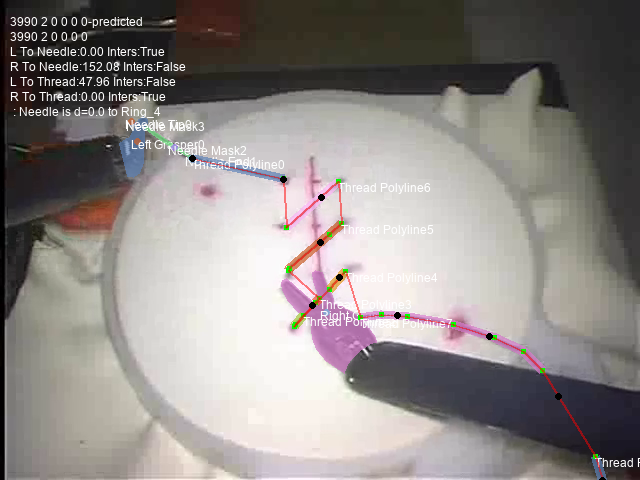 3990 2 0 0 0 0-predicted
3990 2 0 0 0 0
L To Needle:0.00 Inters:True
R To Needle:152.08 Inters:False
L To Thread:47.96 Inters:False
R To Thread:0.00 Inters:True
: Needle is d=0.0 to Ring_4
Needle Mask3
Left Grasper0
Needle Mask2
Thread Polyline0
Thread Polyline6
Thread Polyline5
Thread Polyline4
Thread Polyline3
Thread Polyline7